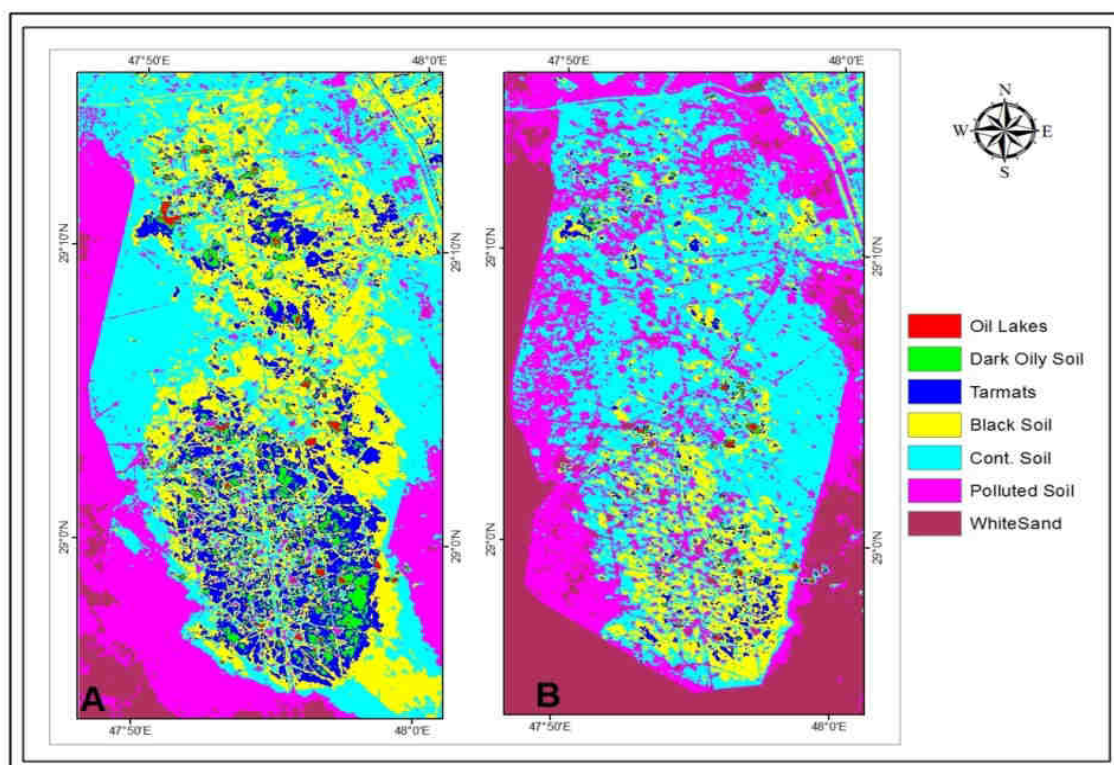 47°50'E
48°0'E
47°50'E
48°0'E
N
W
E
S
29°10'N
29°10'N
29°10'N
29°10'N
Oil Lakes
Dark Oily Soil
Tarmats
Black Soil
Cont. Soil
Polluted Soil
WhiteSand
29°0'N
29°0'N
29°0'N
29°0'N
A
B
47°50'E
48°0'E
47°50'E
48°0'E